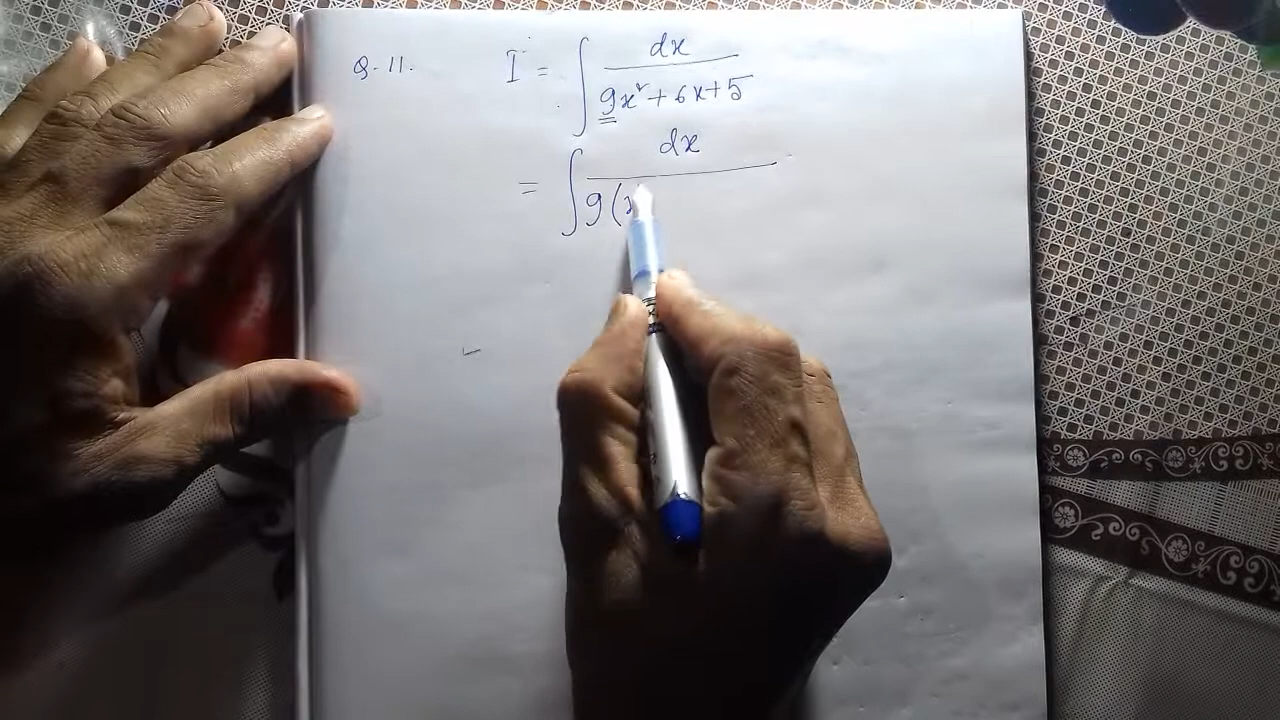 Q-11. I = ∫ dx / 9x² + 6x + 5
= ∫ dx / 9(x